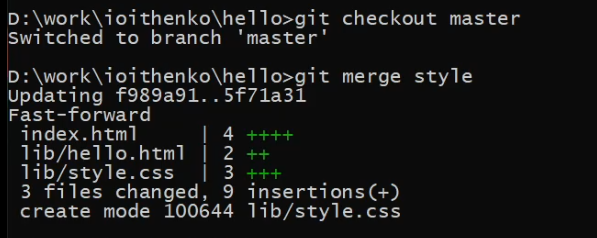 D:\work\ioithenko\hello>git checkout master
Switched to branch 'master'
D:\work\ioithenko\hello>git merge style
Updating f989a91..5f71a31
Fast-forward
index.html | 4 ++++
lib/hello.html | 2 ++
lib/style.css | 3 +++
3 files changed, 9 insertions(+)
create mode 100644 lib/style.css